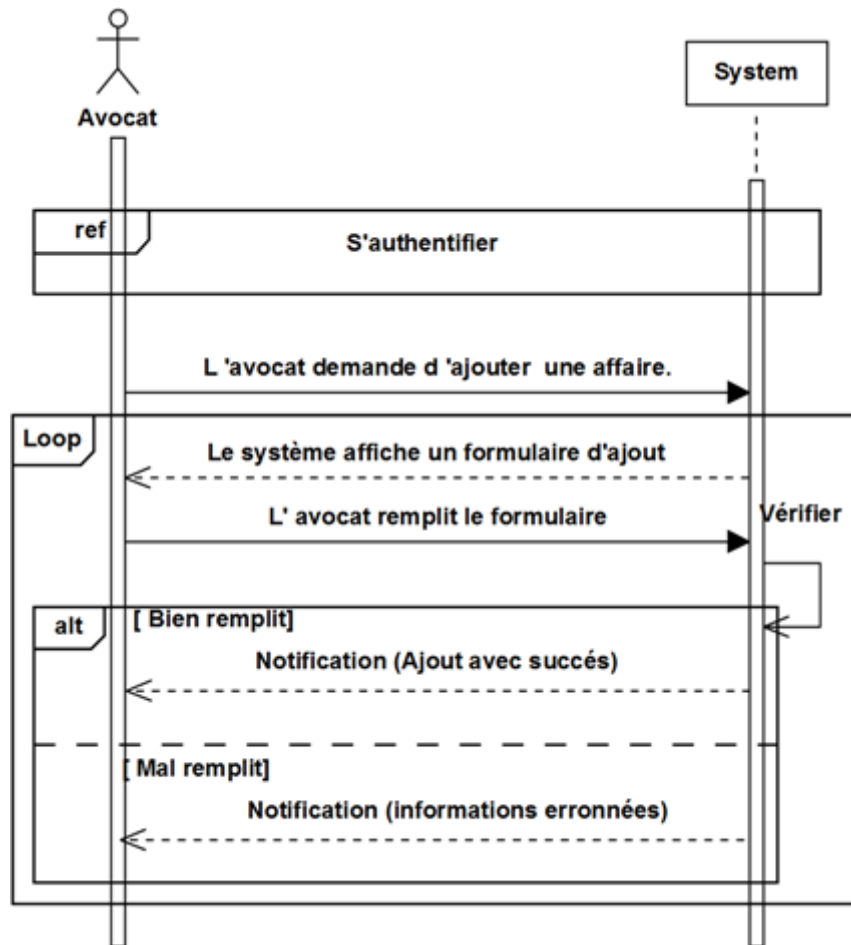 Avocat
System
ref
S'authentifier
L 'avocat demande d 'ajouter une affaire.
Loop
Le système affiche un formulaire d'ajout
L' avocat remplit le formulaire
Vérifier
alt
[ Bien remplit]
Notification (Ajout avec succés)
[ Mal remplit]
Notification (informations erronnées)